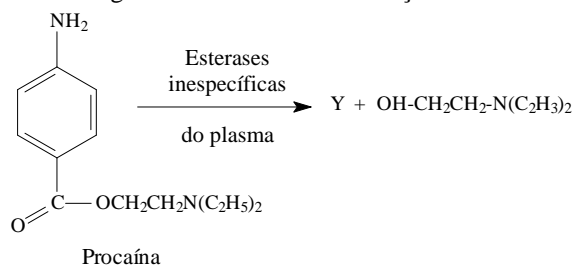 NH2
Esterases
inespecíficas
do plasma
Y + OH-CH2CH2-N(C2H3)2
C
OCH2CH2N(C2H5)2
O
Procaína